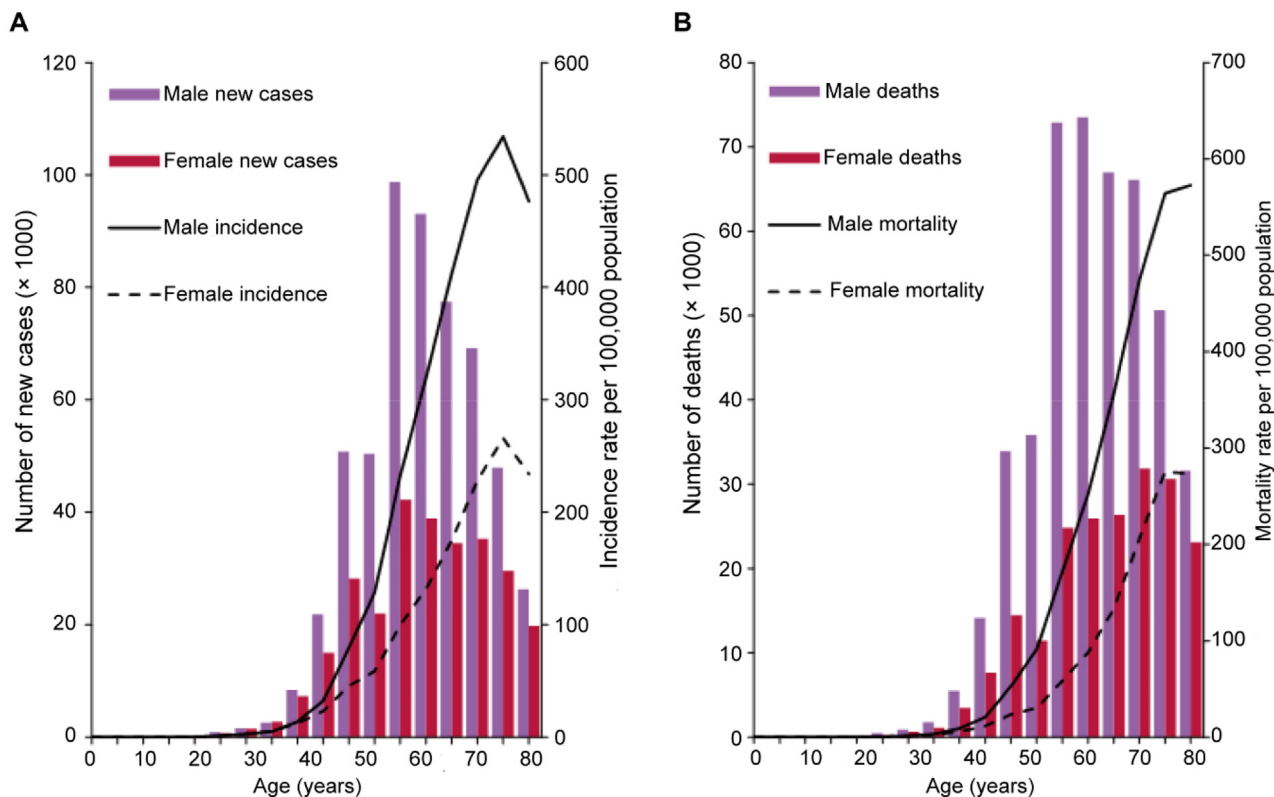 A
Number of new cases (× 1000)
120
100
80
60
40
20
0
Male new cases
Female new cases
Male incidence
Female incidence
600
500
400
300
200
100
0
Incidence rate per 100,000 population
0 10 20 30 40 50 60 70 80
Age (years)
B
Number of deaths (× 1000)
80
70
60
50
40
30
20
10
0
Male deaths
Female deaths
Male mortality
Female mortality
700
600
500
400
300
200
100
0
Mortality rate per 100,000 population
0 10 20 30 40 50 60 70 80
Age (years)